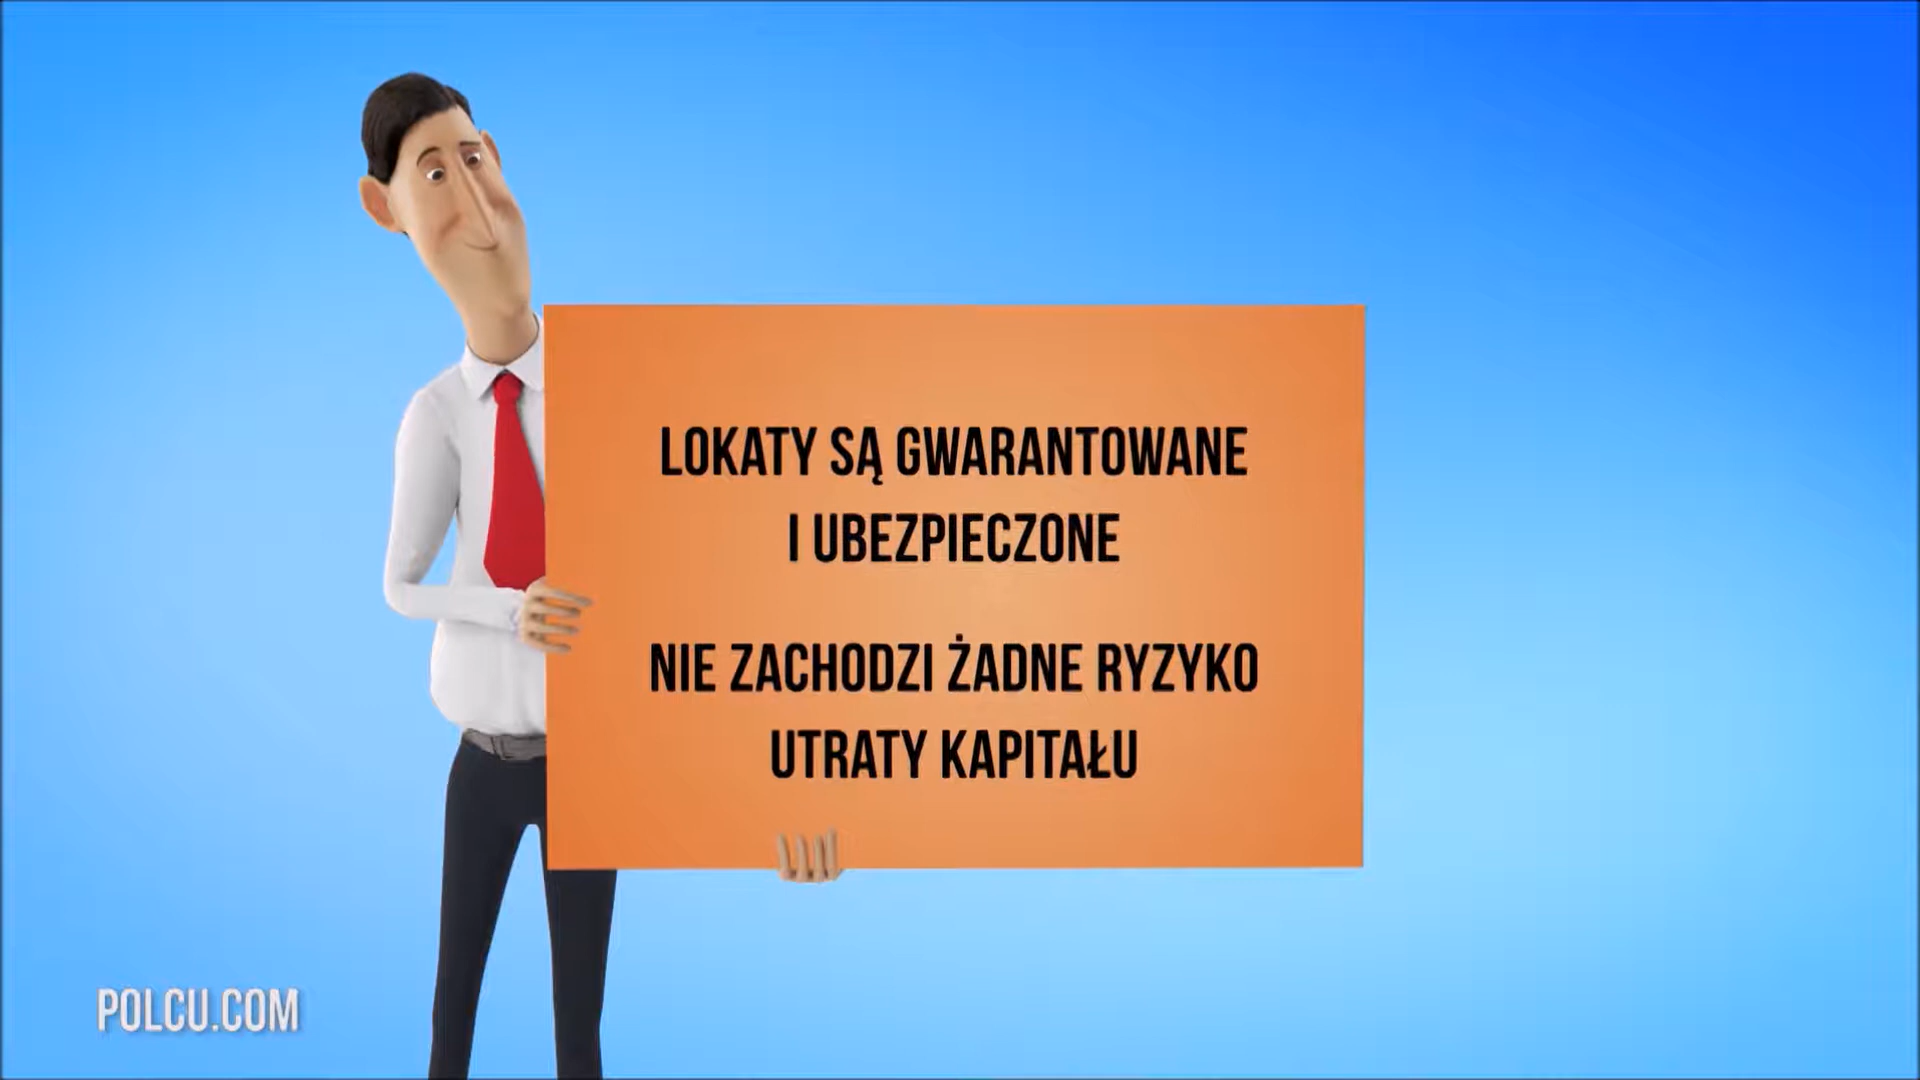 LOKATY SĄ GWARANTOWANE
I UBEZPIECZONE
NIE ZACHODZI ŻADNE RYZYKO
UTRATY KAPITAŁU
POLCU.COM